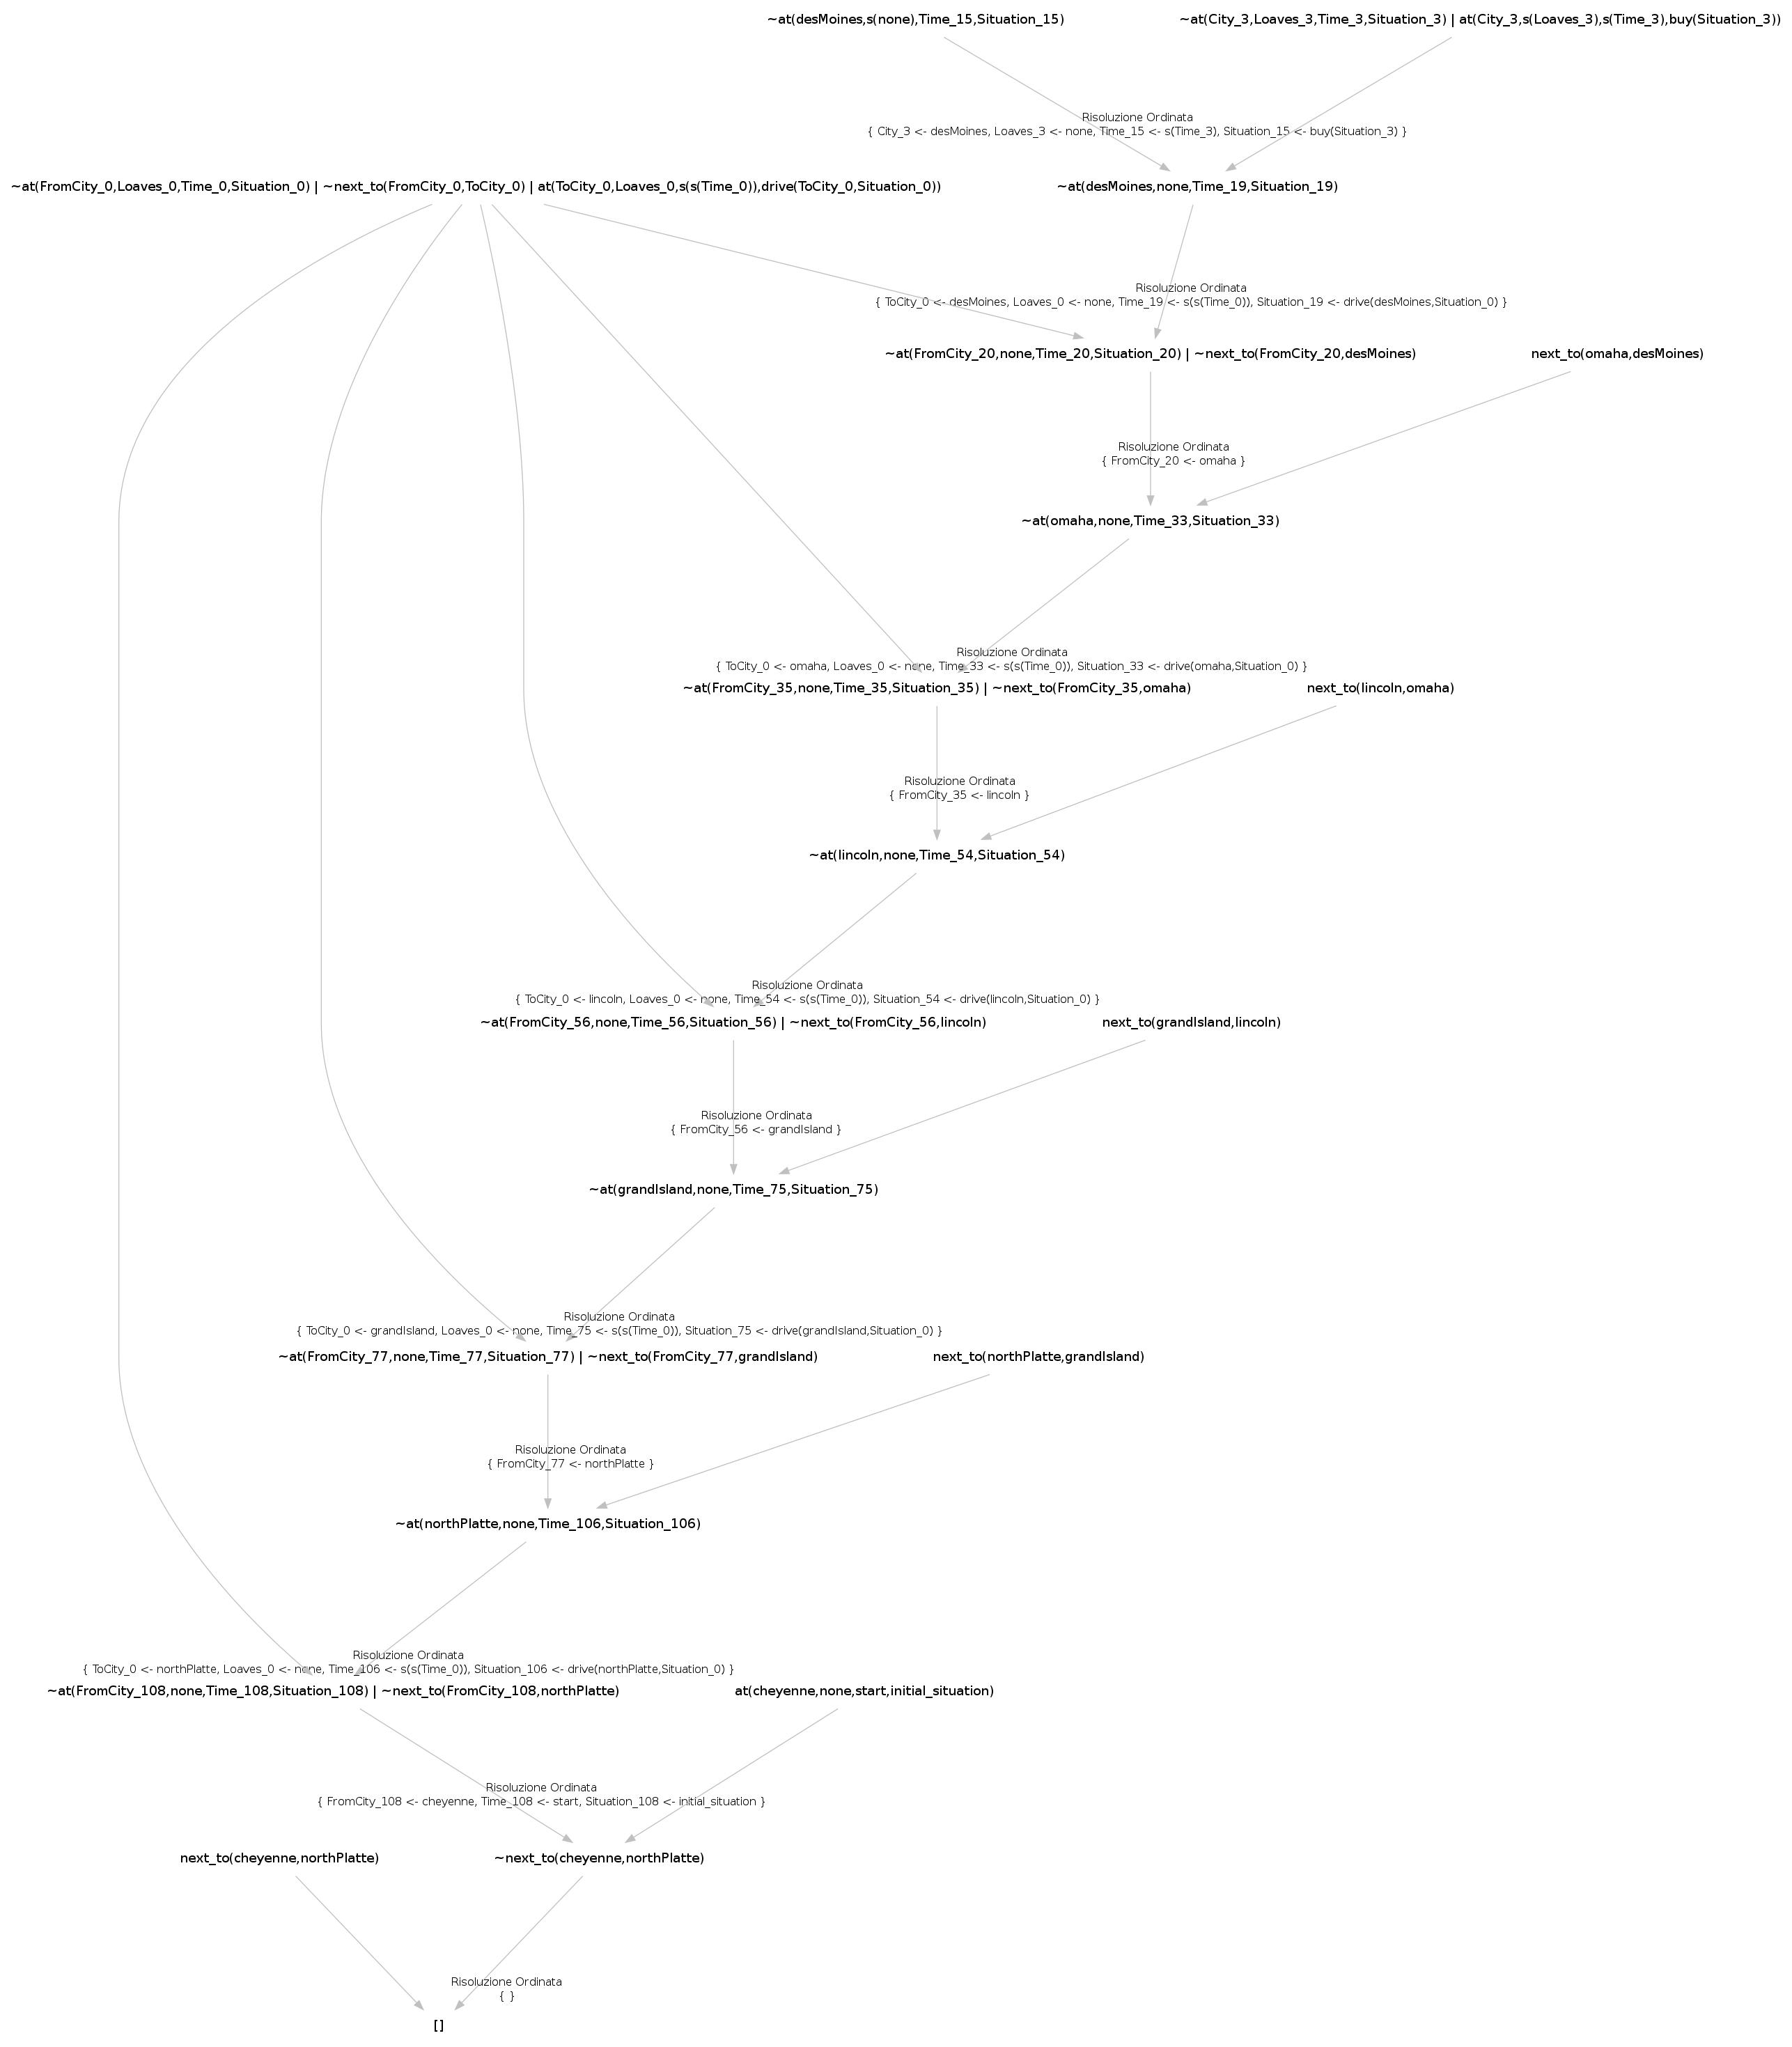 ~at(desMoines,s(none),Time_15,Situation_15)
~at(City_3,Loaves_3,Time_3,Situation_3) | at(City_3,s(Loaves_3),s(Time_3),buy(Situation_3))
Risoluzione Ordinata
{ City_3 <- desMoines, Loaves_3 <- none, Time_15 <- s(Time_3), Situation_15 <- buy(Situation_3) }
~at(FromCity_0,Loaves_0,Time_0,Situation_0) | ~next_to(FromCity_0,ToCity_0) | at(ToCity_0,Loaves_0,s(s(Time_0)),drive(ToCity_0,Situation_0))
~at(desMoines,none,Time_19,Situation_19)
Risoluzione Ordinata
{ ToCity_0 <- desMoines, Loaves_0 <- none, Time_19 <- s(s(Time_0)), Situation_19 <- drive(desMoines,Situation_0) }
~at(FromCity_20,none,Time_20,Situation_20) | ~next_to(FromCity_20,desMoines)
next_to(omaha,desMoines)
Risoluzione Ordinata
{ FromCity_20 <- omaha }
~at(omaha,none,Time_33,Situation_33)
Risoluzione Ordinata
{ ToCity_0 <- omaha, Loaves_0 <- none, Time_33 <- s(s(Time_0)), Situation_33 <- drive(omaha,Situation_0) }
~at(FromCity_35,none,Time_35,Situation_35) | ~next_to(FromCity_35,omaha)
next_to(lincoln,omaha)
Risoluzione Ordinata
{ FromCity_35 <- lincoln }
~at(lincoln,none,Time_54,Situation_54)
Risoluzione Ordinata
{ ToCity_0 <- lincoln, Loaves_0 <- none, Time_54 <- s(s(Time_0)), Situation_54 <- drive(lincoln,Situation_0) }
~at(FromCity_56,none,Time_56,Situation_56) | ~next_to(FromCity_56,lincoln)
next_to(grandIsland,lincoln)
Risoluzione Ordinata
{ FromCity_56 <- grandIsland }
~at(grandIsland,none,Time_75,Situation_75)
Risoluzione Ordinata
{ ToCity_0 <- grandIsland, Loaves_0 <- none, Time_75 <- s(s(Time_0)), Situation_75 <- drive(grandIsland,Situation_0) }
~at(FromCity_77,none,Time_77,Situation_77) | ~next_to(FromCity_77,grandIsland)
next_to(northPlatte,grandIsland)
Risoluzione Ordinata
{ FromCity_77 <- northPlatte }
~at(northPlatte,none,Time_106,Situation_106)
Risoluzione Ordinata
{ ToCity_0 <- northPlatte, Loaves_0 <- none, Time_106 <- s(s(Time_0)), Situation_106 <- drive(northPlatte,Situation_0) }
~at(FromCity_108,none,Time_108,Situation_108) | ~next_to(FromCity_108,northPlatte)
at(cheyenne,none,start,initial_situation)
Risoluzione Ordinata
{ FromCity_108 <- cheyenne, Time_108 <- start, Situation_108 <- initial_situation }
next_to(cheyenne,northPlatte)
~next_to(cheyenne,northPlatte)
Risoluzione Ordinata
{ }
[]